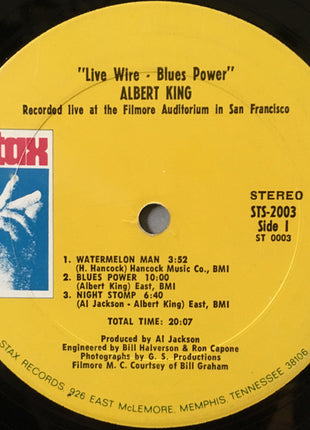 "Live Wire - Blues Power"
ALBERT KING
Recorded live at the Filmore Auditorium in San Francisco
tax
STEREO
STS-2003
Side I
ST 0003
1. WATERMELON MAN 3:52
(H. Hancock) Hancock Music Co., BMI
2. BLUES POWER 10:00
(Albert King) East, BMI
3. NIGHT STOMP 6:40
(Al Jackson - Albert King) East, BMI
TOTAL TIME: 20:07
Produced by Al Jackson
Engineered by Bill Halverson & Ron Capone
Photographs by G. S. Productions
Filmore M. C. Courtsey of Bill Graham
STAX RECORDS, 926 EAST McLEMORE, MEMPHIS, TENNESSEE 38106